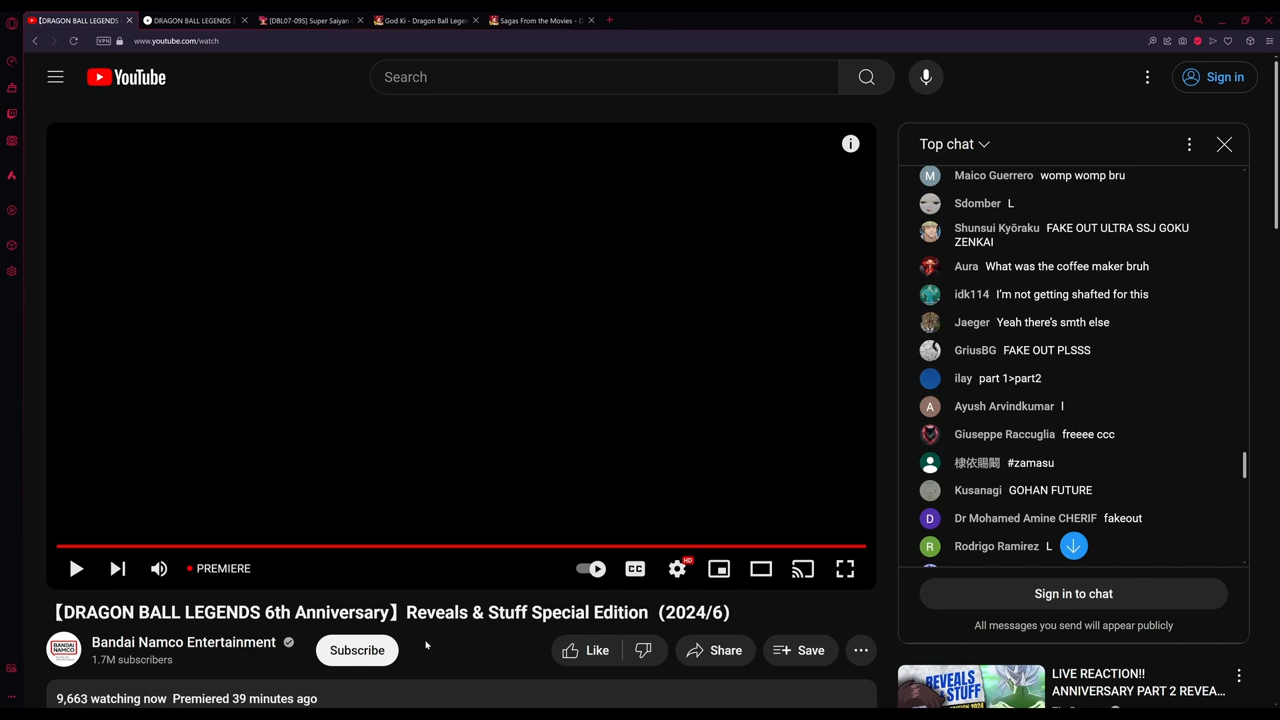 【DRAGON BALL LEGENDS
DRAGON BALL LEGENDS
[DBL07-09S] Super Saiyan
God Ki - Dragon Ball Lege
Sagas From the Movies - D
VPN
www.youtube.com/watch
YouTube
Search
Sign in
Top chat
Maico Guerrero womp womp bru
Sdomber L
Shunsui Kyōraku FAKE OUT ULTRA SSJ GOKU
ZENKAI
Aura What was the coffee maker bruh
idk114 I'm not getting shafted for this
Jaeger Yeah there's smth else
GriusBG FAKE OUT PLSSS
ilay part 1>part2
A Ayush Arvindkumar I
Giuseppe Raccuglia freeee ccc
棣依賜闘 #zamasu
Kusanagi GOHAN FUTURE
D Dr Mohamed Amine CHERIF fakeout
R Rodrigo Ramirez L
Sign in to chat
All messages you send will appear publicly
PREMIERE
CC
HD
【DRAGON BALL LEGENDS 6th Anniversary】Reveals & Stuff Special Edition（2024/6）
BANDAI
NAMCO
Bandai Namco Entertainment
1.7M subscribers
Subscribe
Like
Share
Save
9,663 watching now Premiered 39 minutes ago
REVEALS
& STUFF
LIVE REACTION!!
ANNIVERSARY PART 2 REVEA...